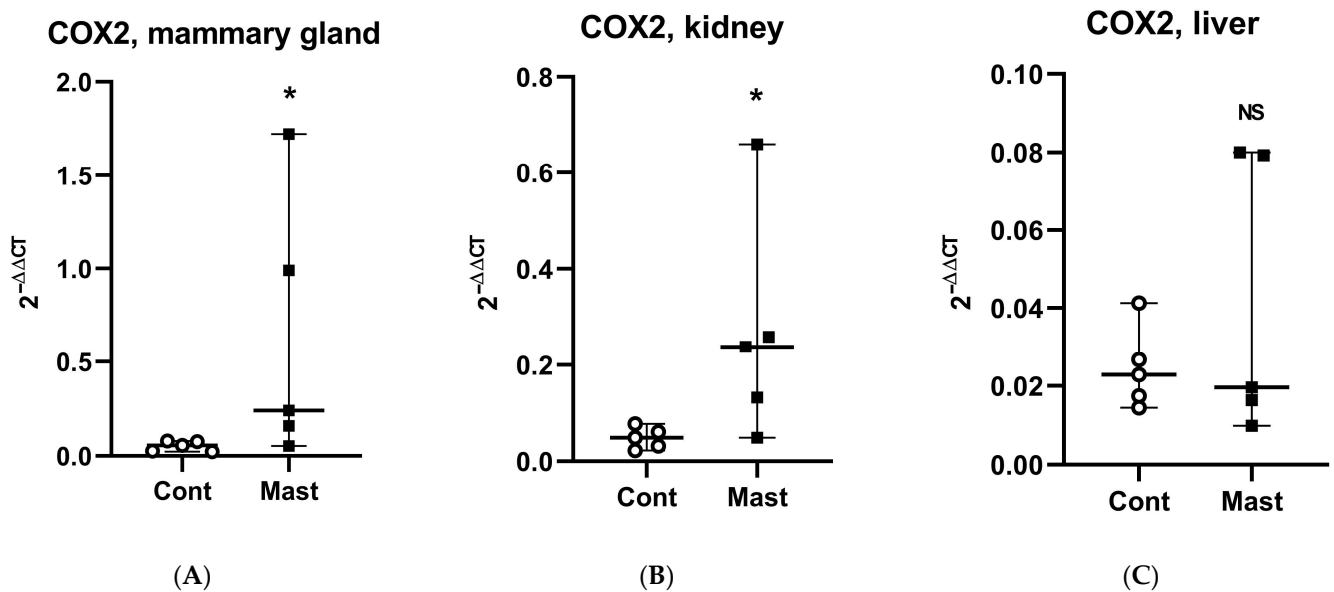 COX2, mammary gland
2.0
1.5
1.0
0.5
0.0
2−ΔΔCT
*
Cont Mast
(A)
COX2, kidney
0.8
0.6
0.4
0.2
0.0
2−ΔΔCT
*
Cont Mast
(B)
COX2, liver
0.10
0.08
0.06
0.04
0.02
0.00
2−ΔΔCT
NS
Cont Mast
(C)